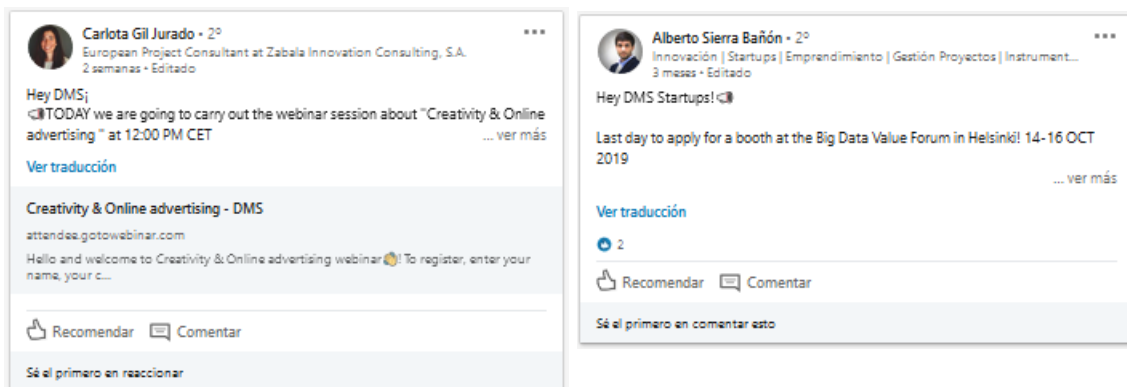 Carlota Gil Jurado • 2º
European Project Consultant at Zabala Innovation Consulting, S.A.
2 semanas • Editado
Hey DMS¡
TODAY we are going to carry out the webinar session about "Creativity & Online
advertising " at 12:00 PM CET
... ver más
Ver traducción
Creativity & Online advertising - DMS
attendee.gotowebinar.com
Hello and welcome to Creativity & Online advertising webinar👏! To register, enter your
name, your c...
Recomendar Comentar
Sé el primero en reaccionar
Alberto Sierra Bañón • 2º
Innovación | Startups | Emprendimiento | Gestión Proyectos | Instrument...
3 meses • Editado
Hey DMS Startups!
Last day to apply for a booth at the Big Data Value Forum in Helsinki! 14-16 OCT
2019
... ver más
Ver traducción
2
Recomendar Comentar
Sé el primero en comentar esto